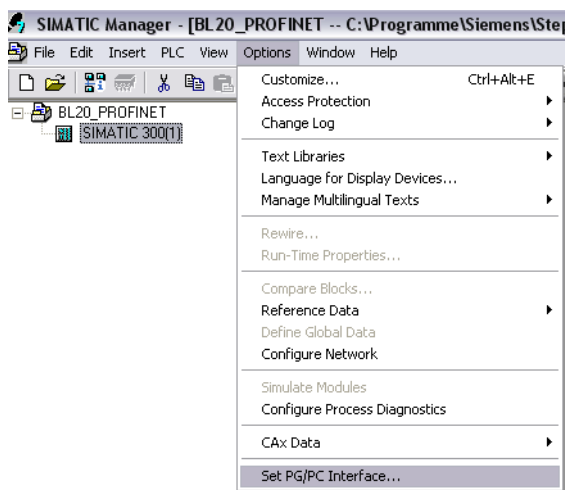 SIMATIC Manager - [BL20_PROFINET -- C:\Programme\Siemens\Step
File Edit Insert PLC View Options Window Help
Customize... Ctrl+Alt+E
Access Protection
Change Log
BL20_PROFINET
SIMATIC 300(1)
Text Libraries
Language for Display Devices...
Manage Multilingual Texts
Rewire...
Run-Time Properties...
Compare Blocks...
Reference Data
Define Global Data
Configure Network
Simulate Modules
Configure Process Diagnostics
CAx Data
Set PG/PC Interface...